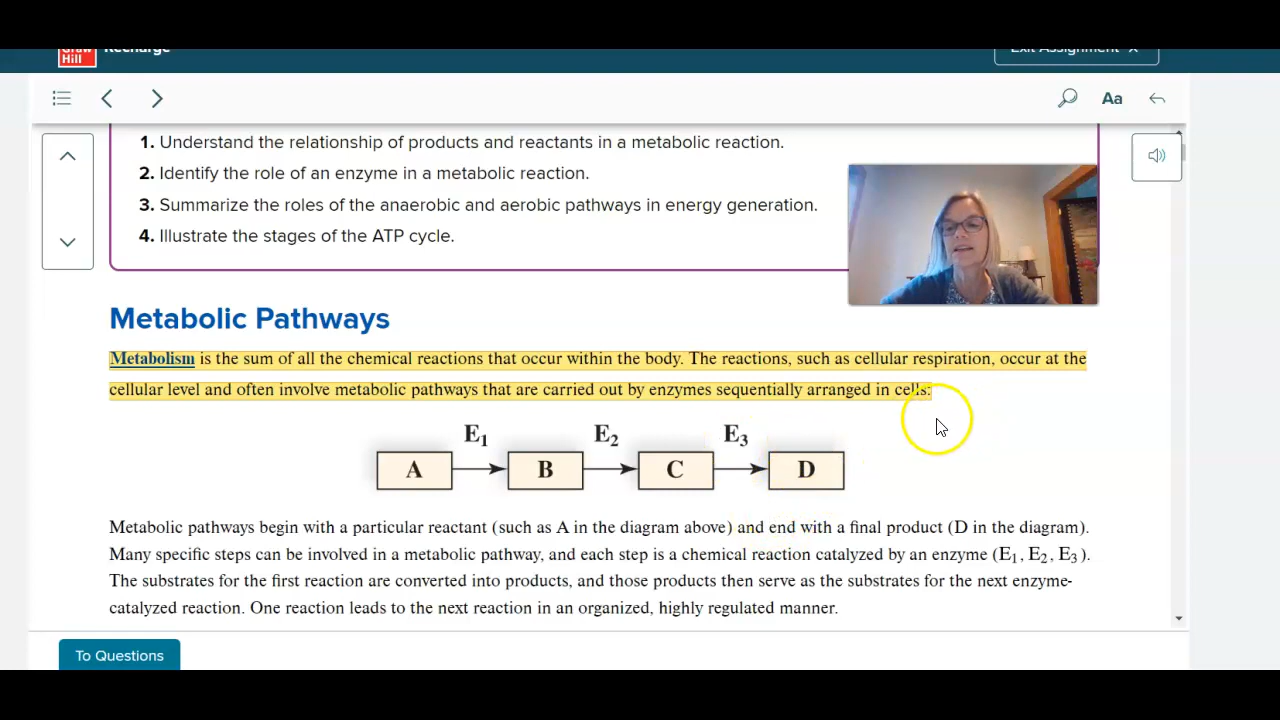 Graw
Hill
Recharge
Exit Assignment X
Aa
1. Understand the relationship of products and reactants in a metabolic reaction.
2. Identify the role of an enzyme in a metabolic reaction.
3. Summarize the roles of the anaerobic and aerobic pathways in energy generation.
4. Illustrate the stages of the ATP cycle.
Metabolic Pathways
Metabolism is the sum of all the chemical reactions that occur within the body. The reactions, such as cellular respiration, occur at the
cellular level and often involve metabolic pathways that are carried out by enzymes sequentially arranged in cells:
E₁ E₂ E₃
A B C D
Metabolic pathways begin with a particular reactant (such as A in the diagram above) and end with a final product (D in the diagram).
Many specific steps can be involved in a metabolic pathway, and each step is a chemical reaction catalyzed by an enzyme (E₁, E₂, E₃).
The substrates for the first reaction are converted into products, and those products then serve as the substrates for the next enzyme-
catalyzed reaction. One reaction leads to the next reaction in an organized, highly regulated manner.
To Questions